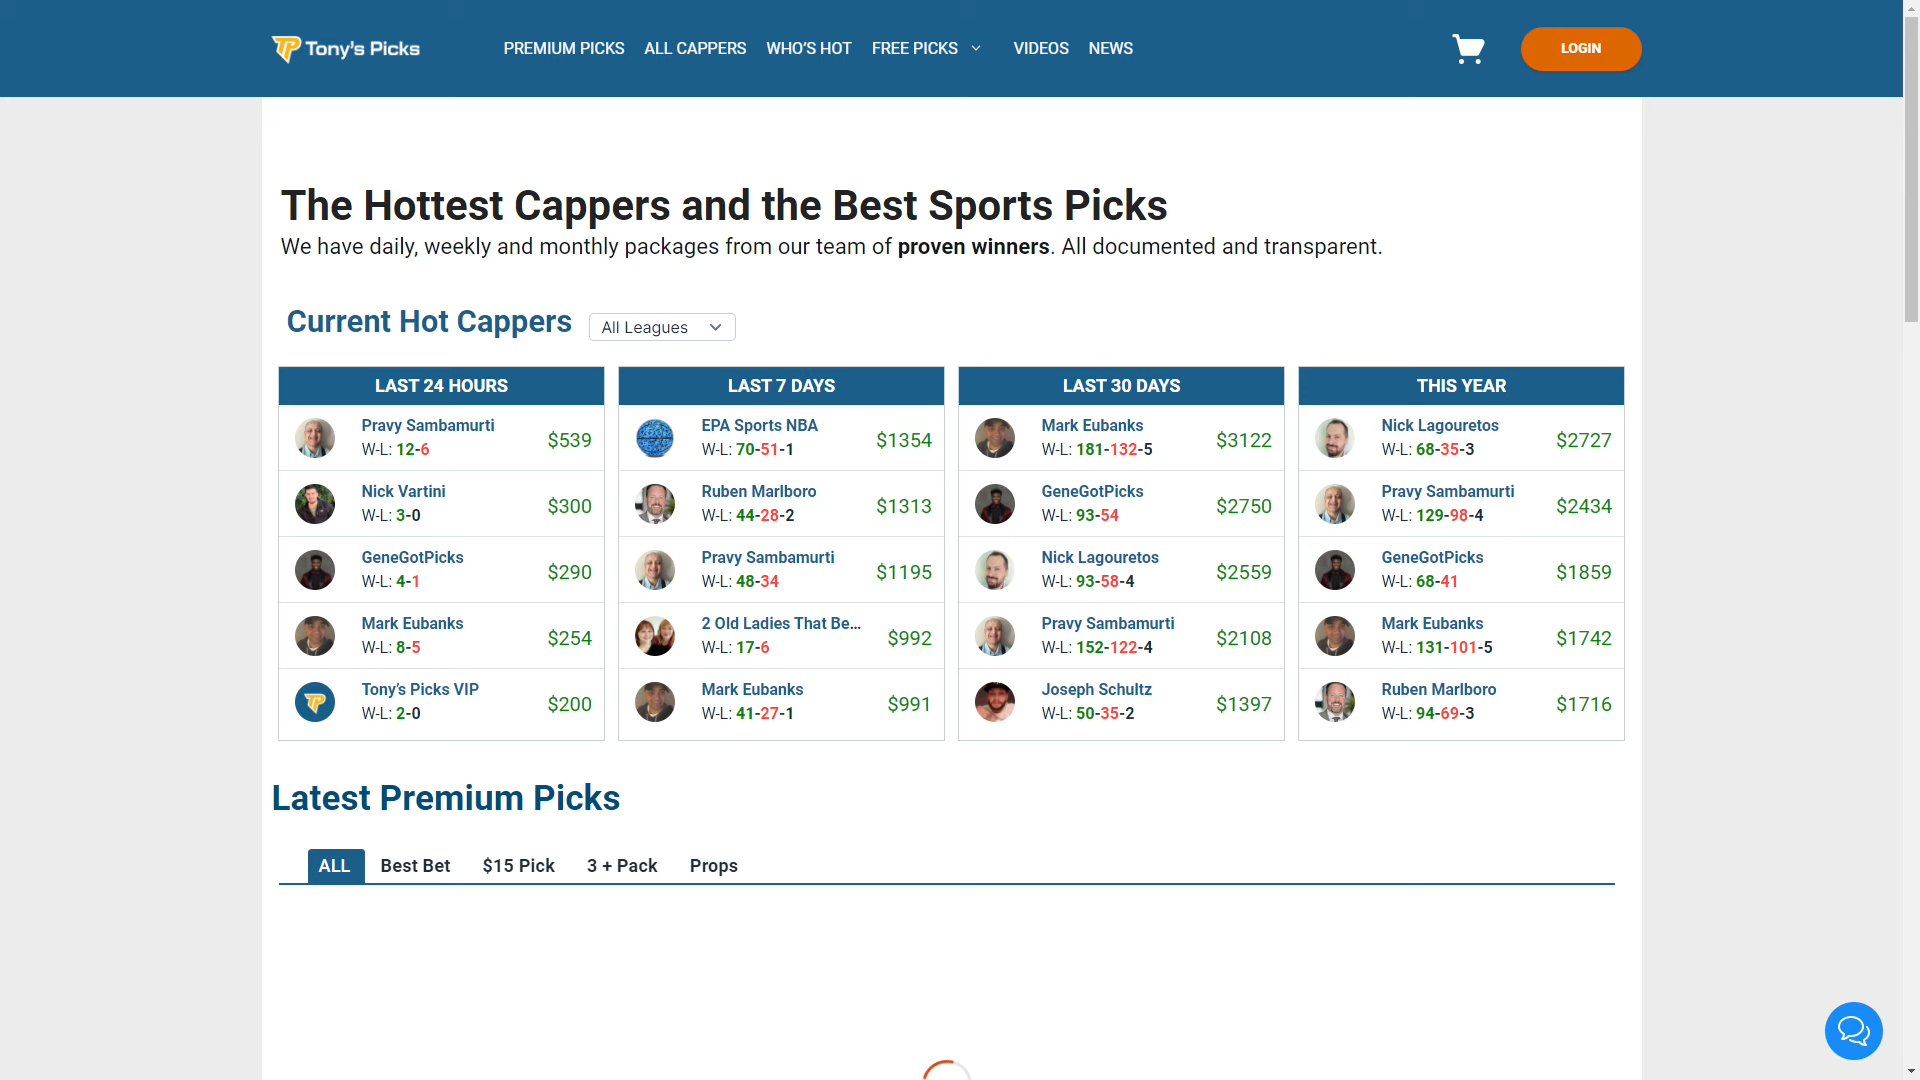 Tony's Picks
PREMIUM PICKS
ALL CAPPERS
WHO'S HOT
FREE PICKS
VIDEOS
NEWS
LOGIN
The Hottest Cappers and the Best Sports Picks
We have daily, weekly and monthly packages from our team of proven winners. All documented and transparent.
Current Hot Cappers
All Leagues
LAST 24 HOURS
Pravy Sambamurti
W-L: 12-6
$539
Nick Vartini
W-L: 3-0
$300
GeneGotPicks
W-L: 4-1
$290
Mark Eubanks
W-L: 8-5
$254
Tony's Picks VIP
W-L: 2-0
$200
LAST 7 DAYS
EPA Sports NBA
W-L: 70-51-1
$1354
Ruben Marlboro
W-L: 44-28-2
$1313
Pravy Sambamurti
W-L: 48-34
$1195
2 Old Ladies That Be...
W-L: 17-6
$992
Mark Eubanks
W-L: 41-27-1
$991
LAST 30 DAYS
Mark Eubanks
W-L: 181-132-5
$3122
GeneGotPicks
W-L: 93-54
$2750
Nick Lagouretos
W-L: 93-58-4
$2559
Pravy Sambamurti
W-L: 152-122-4
$2108
Joseph Schultz
W-L: 50-35-2
$1397
THIS YEAR
Nick Lagouretos
W-L: 68-35-3
$2727
Pravy Sambamurti
W-L: 129-98-4
$2434
GeneGotPicks
W-L: 68-41
$1859
Mark Eubanks
W-L: 131-101-5
$1742
Ruben Marlboro
W-L: 94-69-3
$1716
Latest Premium Picks
ALL
Best Bet
$15 Pick
3 + Pack
Props